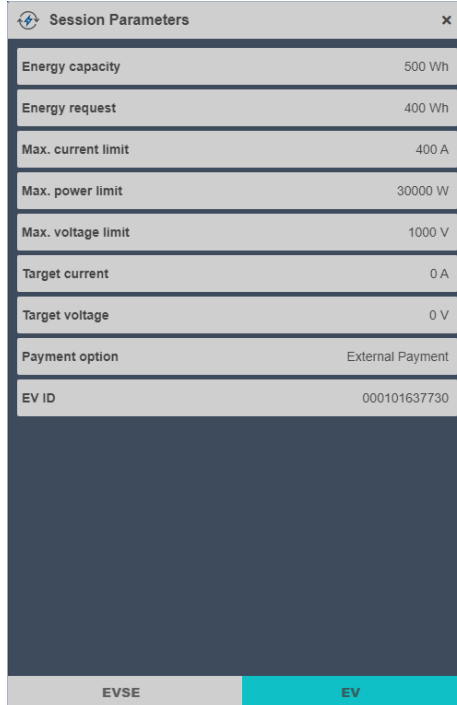 Session Parameters ×
Energy capacity 500 Wh
Energy request 400 Wh
Max. current limit 400 A
Max. power limit 30000 W
Max. voltage limit 1000 V
Target current 0 A
Target voltage 0 V
Payment option External Payment
EV ID 000101637730
EVSE EV